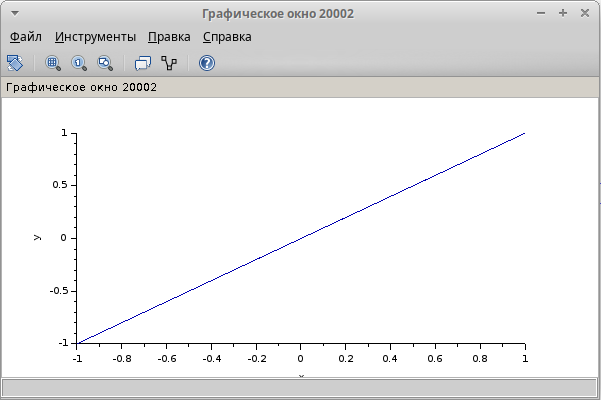 Графическое окно 20002
Файл Инструменты Правка Справка
Графическое окно 20002
1
0.5
y
0
-0.5
-1
-1 -0.8 -0.6 -0.4 -0.2 0 0.2 0.4 0.6 0.8 1